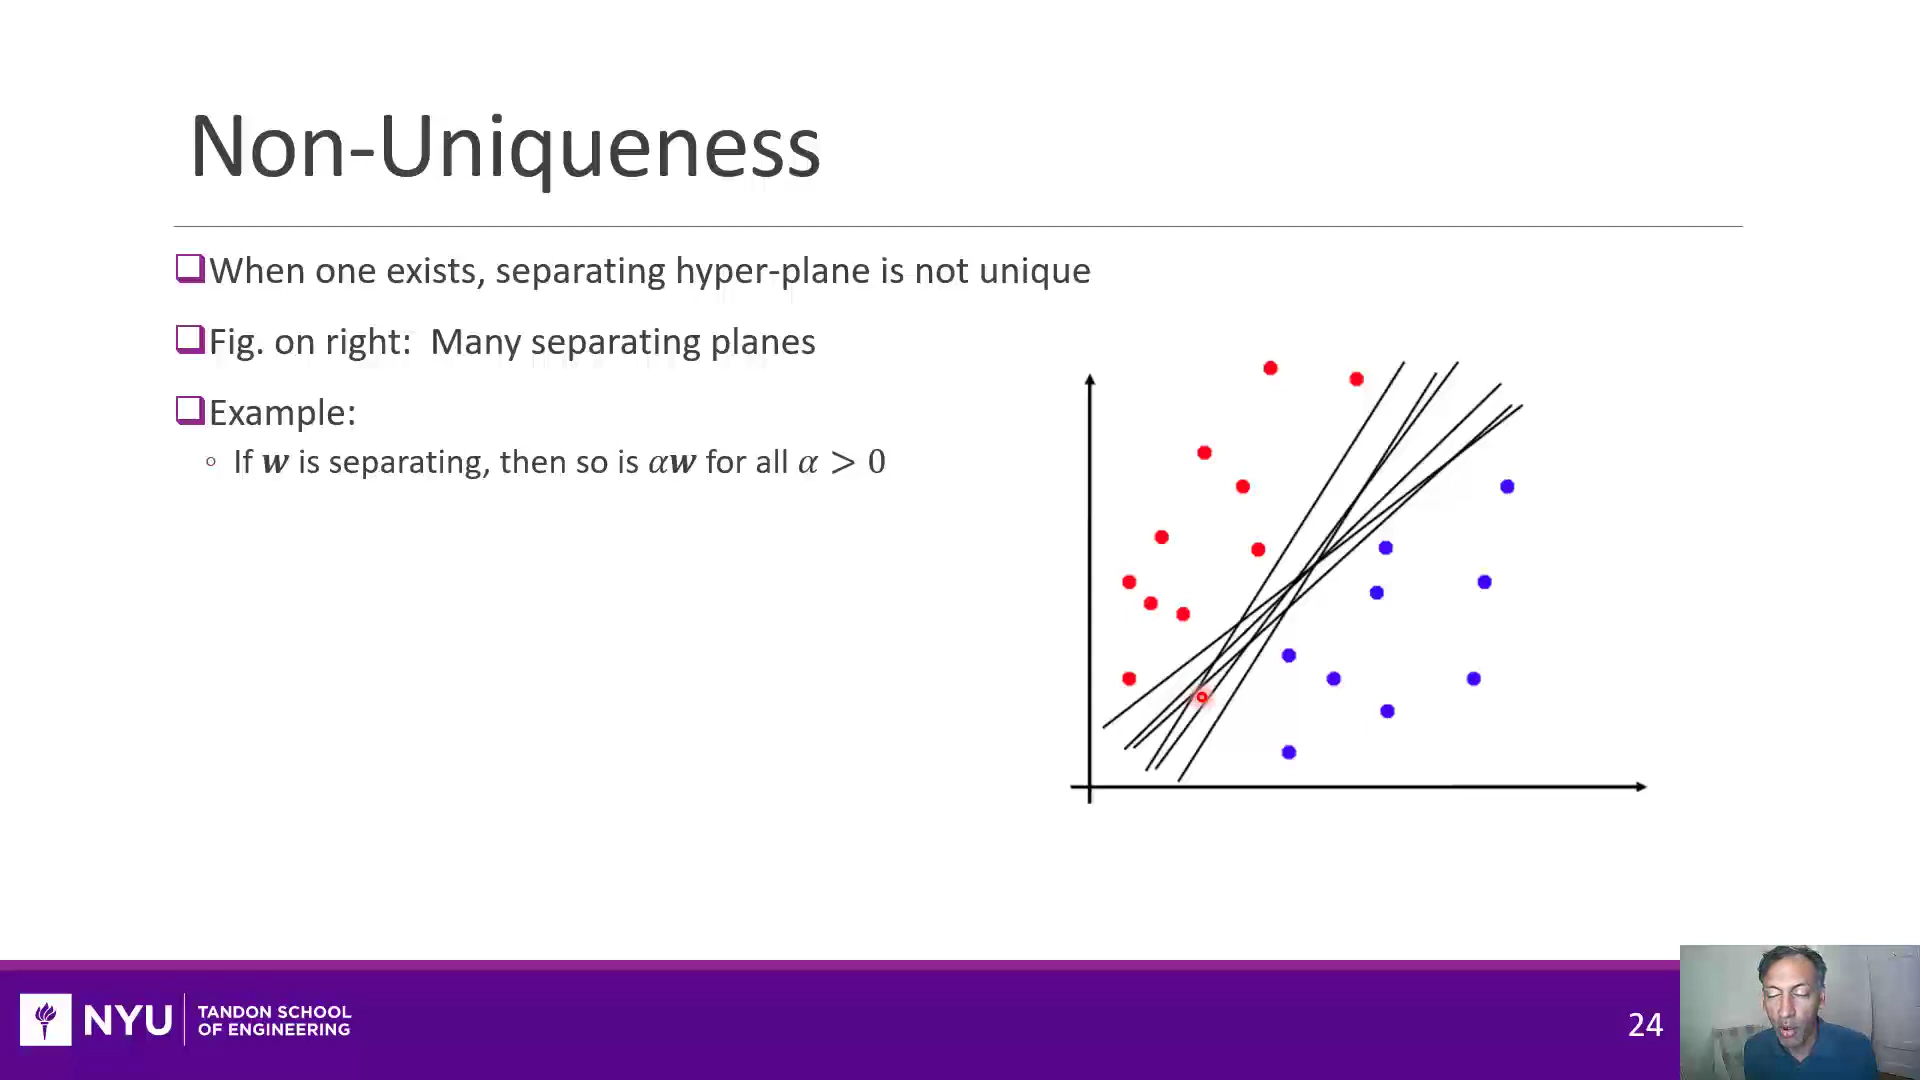 Non-Uniqueness
When one exists, separating hyper-plane is not unique
Fig. on right: Many separating planes
Example:
If w is separating, then so is αw for all α > 0
NYU
TANDON SCHOOL
OF ENGINEERING
24